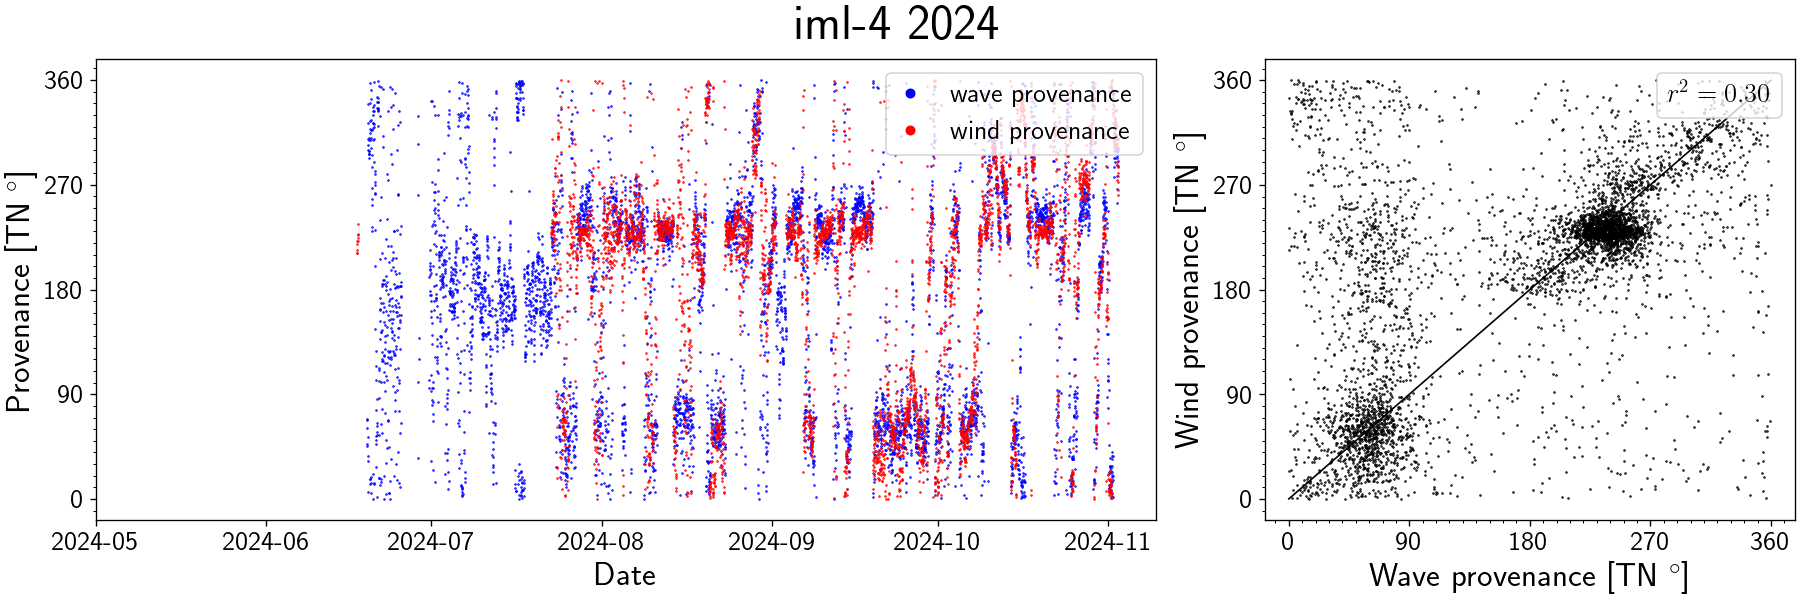 iml-4 2024
Provenance [TN °]
360
270
180
90
0
2024-05 2024-06 2024-07 2024-08 2024-09 2024-10 2024-11
Date
wave provenance
wind provenance
Wind provenance [TN °]
360
270
180
90
0
0 90 180 270 360
Wave provenance [TN °]
r² = 0.30